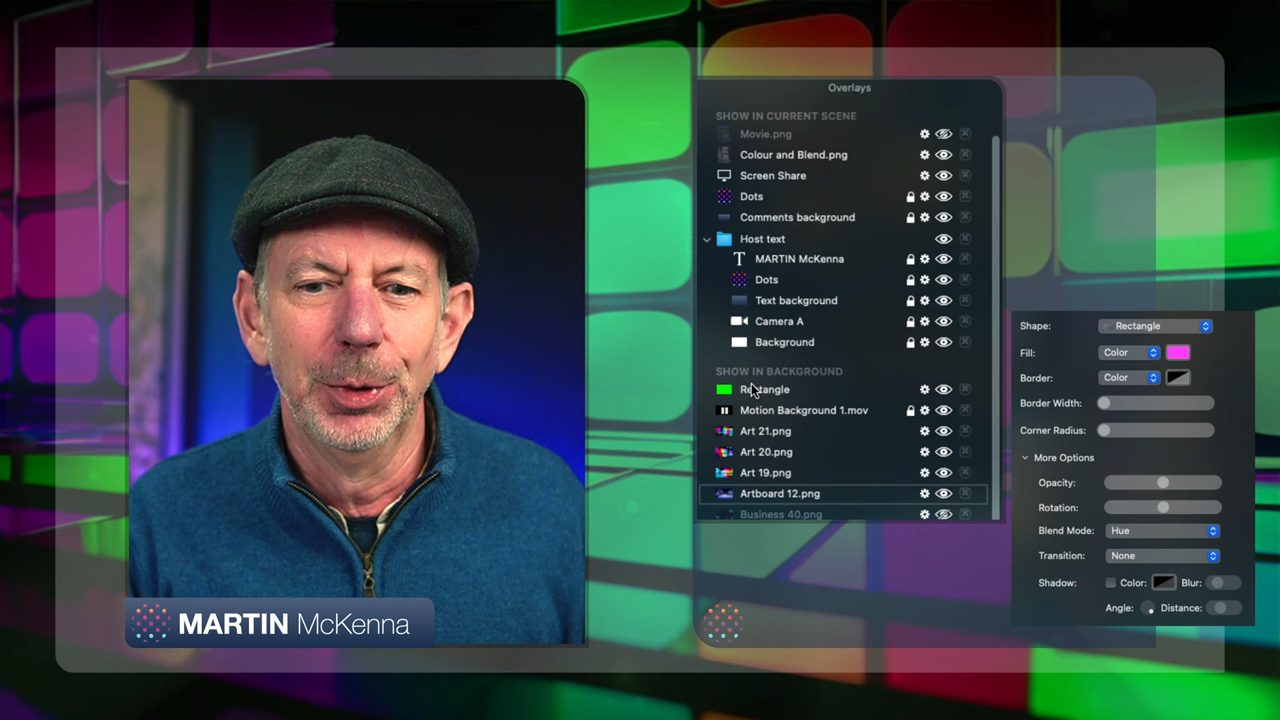 Overlays
SHOW IN CURRENT SCENE
Movie.png
Colour and Blend.png
Screen Share
Dots
Comments background
Host text
T MARTIN McKenna
Dots
Text background
Camera A
Background
SHOW IN BACKGROUND
Rectangle
Motion Background 1.mov
Art 21.png
Art 20.png
Art 19.png
Artboard 12.png
Business 40.png
Shape: Rectangle
Fill: Color
Border: Color
Border Width:
Corner Radius:
More Options
Opacity:
Rotation:
Blend Mode: Hue
Transition: None
Shadow: Color: Blur:
Angle: Distance:
MARTIN McKenna